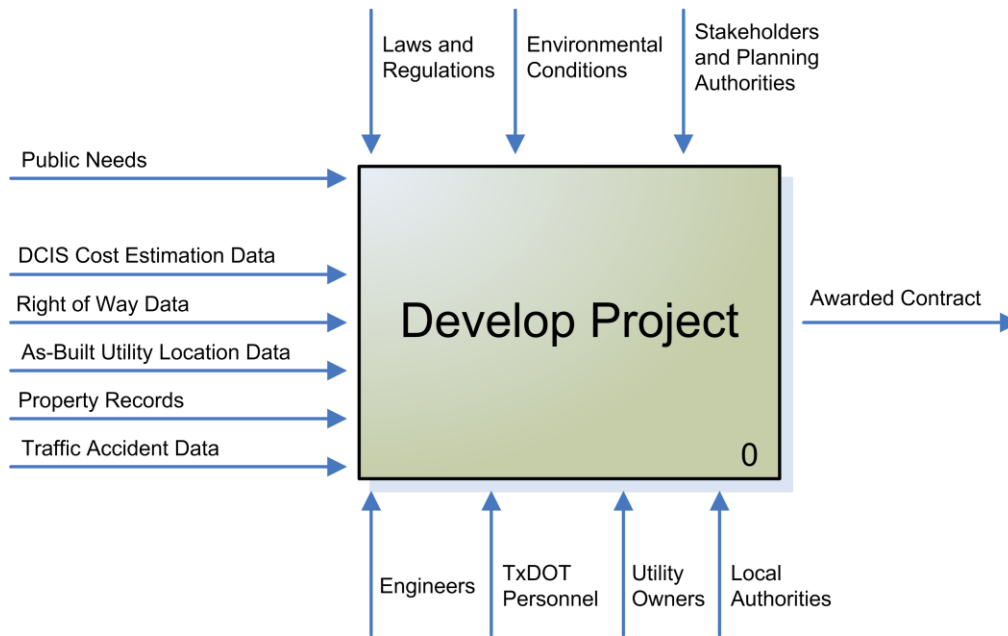 Laws and
Regulations
Environmental
Conditions
Stakeholders
and Planning
Authorities
Public Needs
DCIS Cost Estimation Data
Right of Way Data
As-Built Utility Location Data
Property Records
Traffic Accident Data
Develop Project
0
Awarded Contract
Engineers
TxDOT
Personnel
Utility
Owners
Local
Authorities